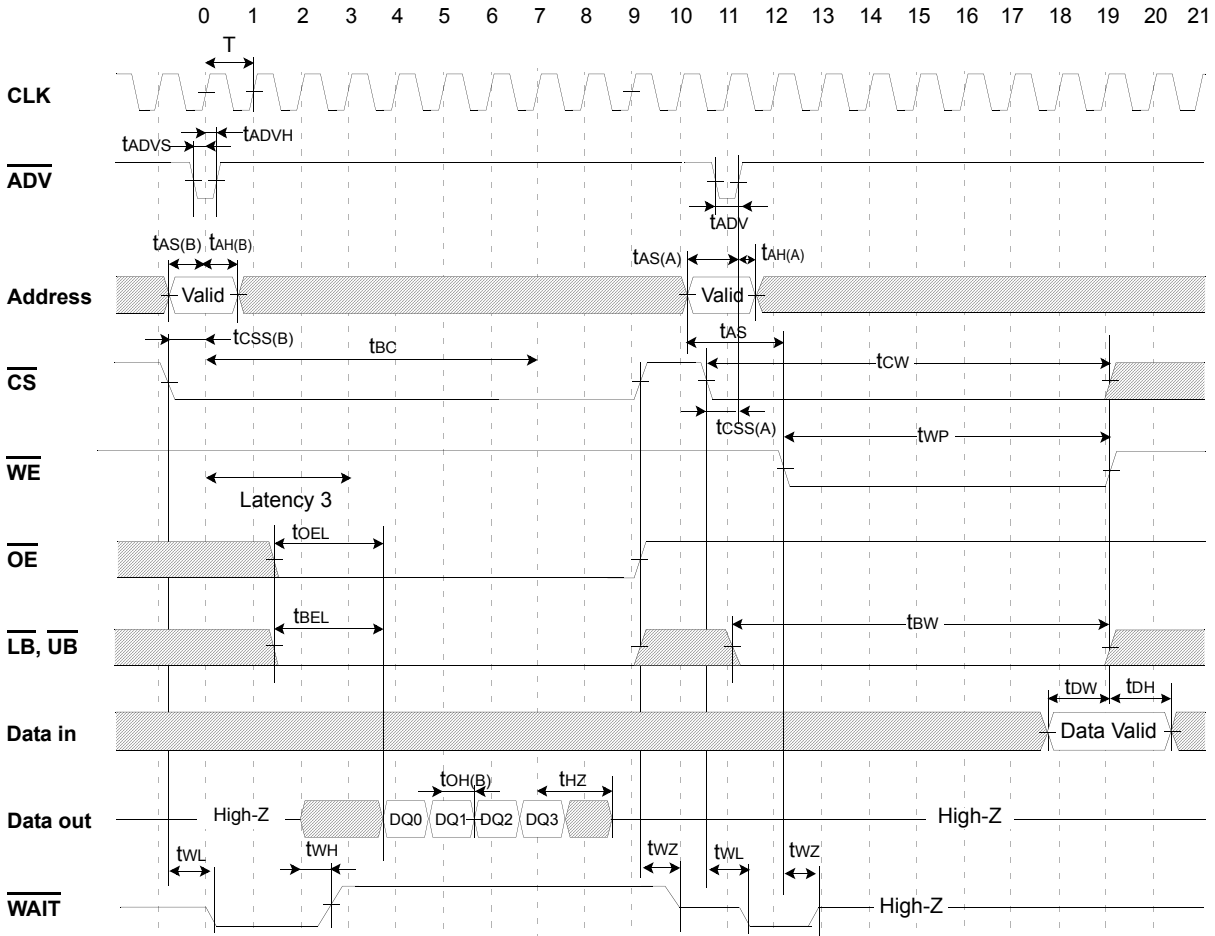 0 1 2 3 4 5 6 7 8 9 10 11 12 13 14 15 16 17 18 19 20 21
T
CLK
tADVS tADVH
ADV
tADV
tAS(B) tAH(B) tAS(A) tAH(A)
Address Valid Valid
tCSS(B) tBC tAS
CS tCW
tCSS(A) tWP
WE
Latency 3
tOEL
OE
tBEL tBW
LB, UB
tDW tDH
Data in Data Valid
tOH(B) tHZ
Data out High-Z DQ0 DQ1 DQ2 DQ3 High-Z
tWL tWH tWZ tWL tWZ
WAIT High-Z